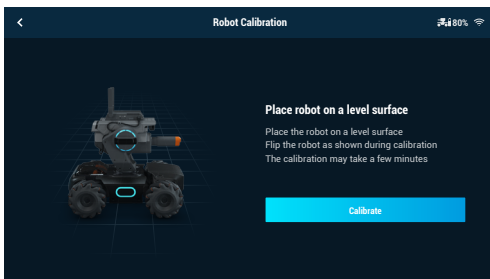 Robot Calibration
80%
Place robot on a level surface
Place the robot on a level surface
Flip the robot as shown during calibration
The calibration may take a few minutes
Calibrate